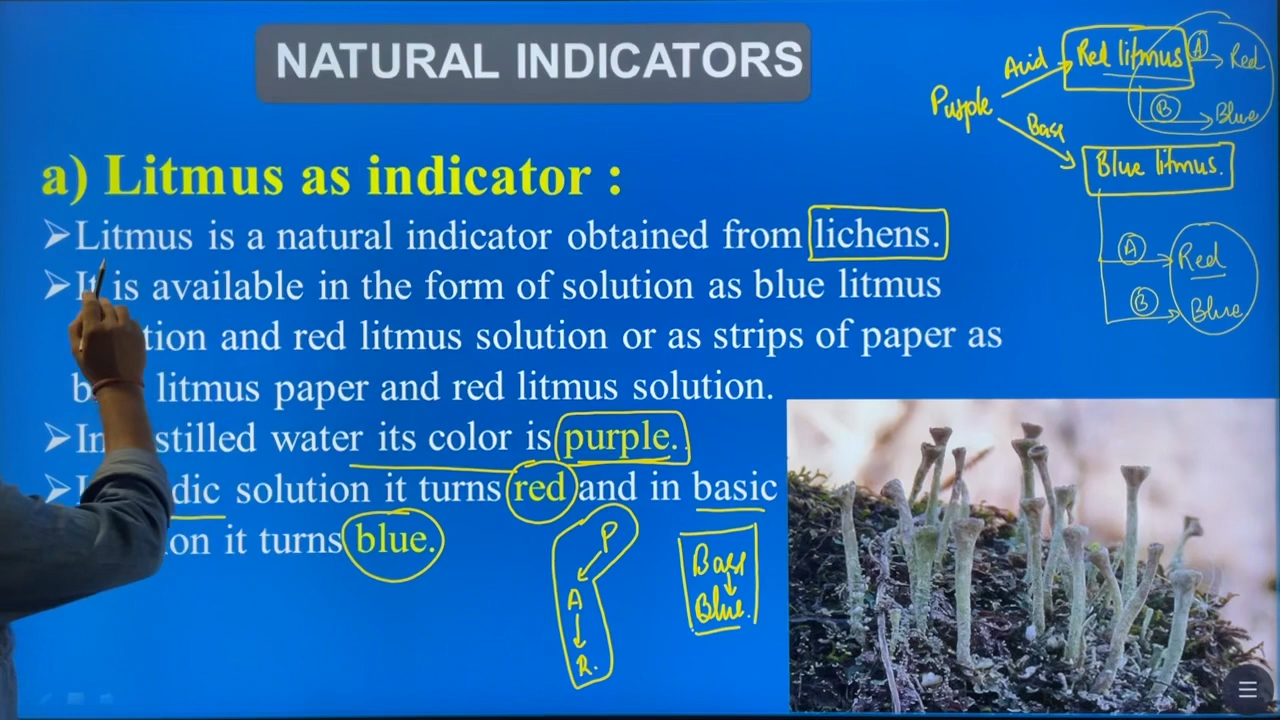 NATURAL INDICATORS
Purple
Acid
Red litmus
A → Red
B → Blue
Base
Blue litmus.
A → Red
B → Blue
a) Litmus as indicator :
➢Litmus is a natural indicator obtained from lichens.
➢It is available in the form of solution as blue litmus
tion and red litmus solution or as strips of paper as
b litmus paper and red litmus solution.
➢In stilled water its color is purple.
➢I dic solution it turns red and in basic
on it turns blue.
P
A
R.
Base
Blue.